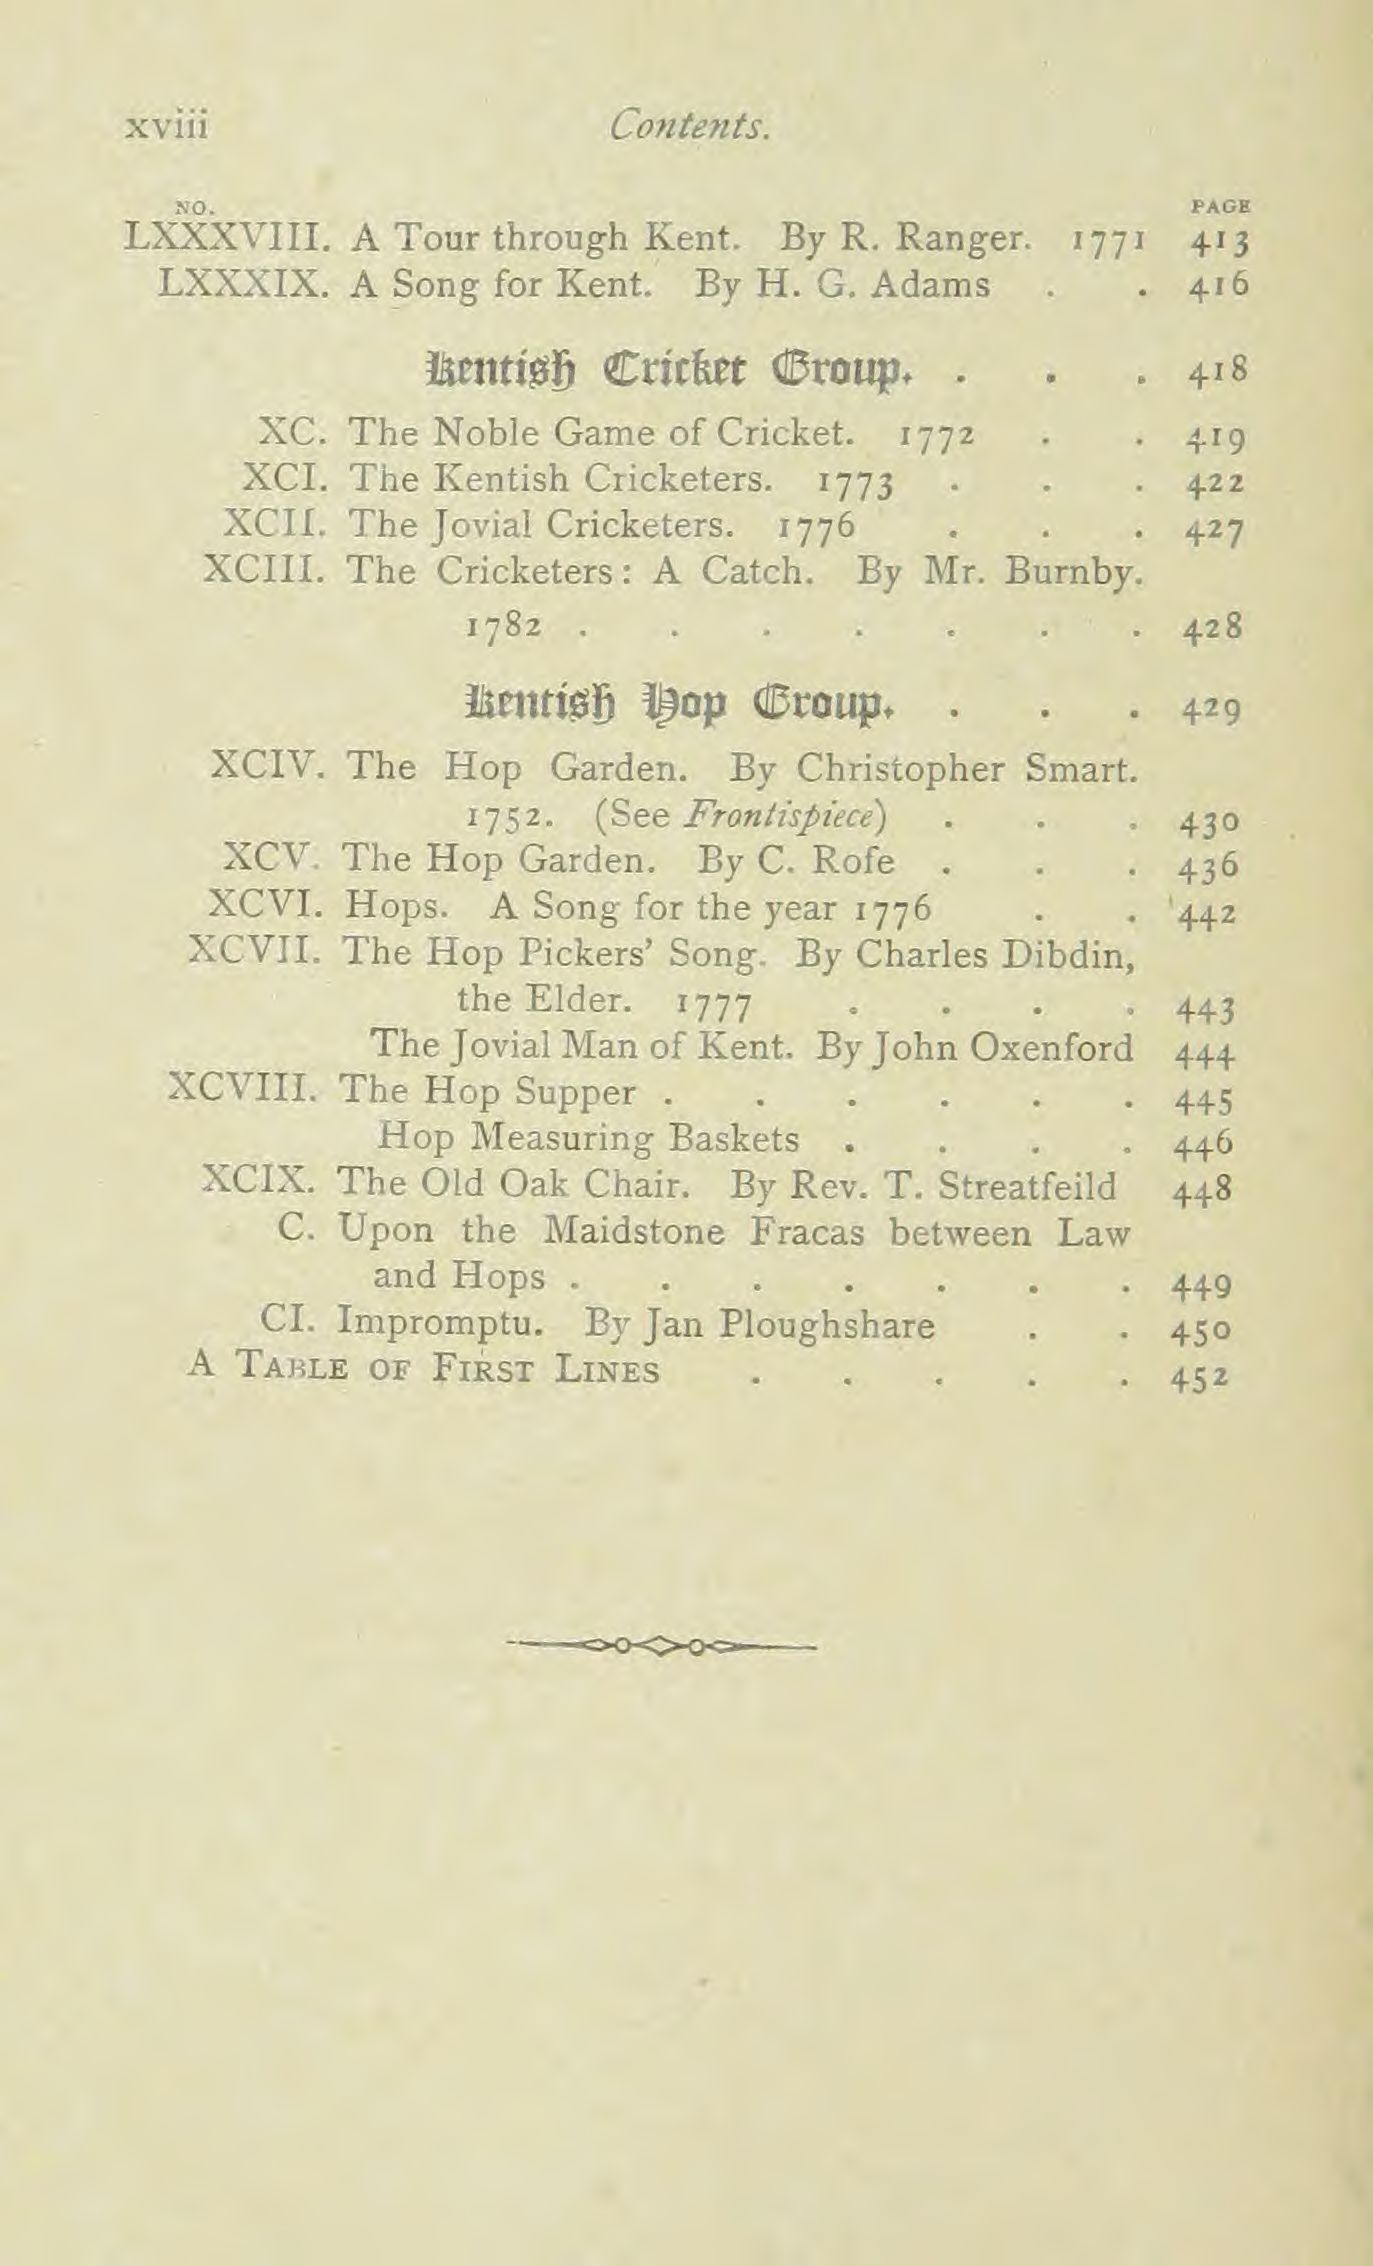 xviii Contents.
NO. PAGE
LXXXVIII. A Tour through Kent. By R. Ranger. 1771 413
LXXXIX. A Song for Kent. By H. G. Adams . . 416
Kentish Cricket Group. . . . 418
XC. The Noble Game of Cricket. 1772 . . 419
XCI. The Kentish Cricketers. 1773 . . . 422
XCII. The Jovial Cricketers. 1776 . . . 427
XCIII. The Cricketers: A Catch. By Mr. Burnby.
1782 . . . . . . . 428
Kentish Hop Group. . . . 429
XCIV. The Hop Garden. By Christopher Smart.
1752. (See Frontispiece) . . . 430
XCV. The Hop Garden. By C. Rofe . . . 436
XCVI. Hops. A Song for the year 1776 . . 442
XCVII. The Hop Pickers' Song. By Charles Dibdin,
the Elder. 1777 . . . . 443
The Jovial Man of Kent. By John Oxenford 444
XCVIII. The Hop Supper . . . . . . 445
Hop Measuring Baskets . . . . 446
XCIX. The Old Oak Chair. By Rev. T. Streatfeild 448
C. Upon the Maidstone Fracas between Law
and Hops . . . . . . . 449
CI. Impromptu. By Jan Ploughshare . . 450
A TABLE OF FIRST LINES . . . . . 452